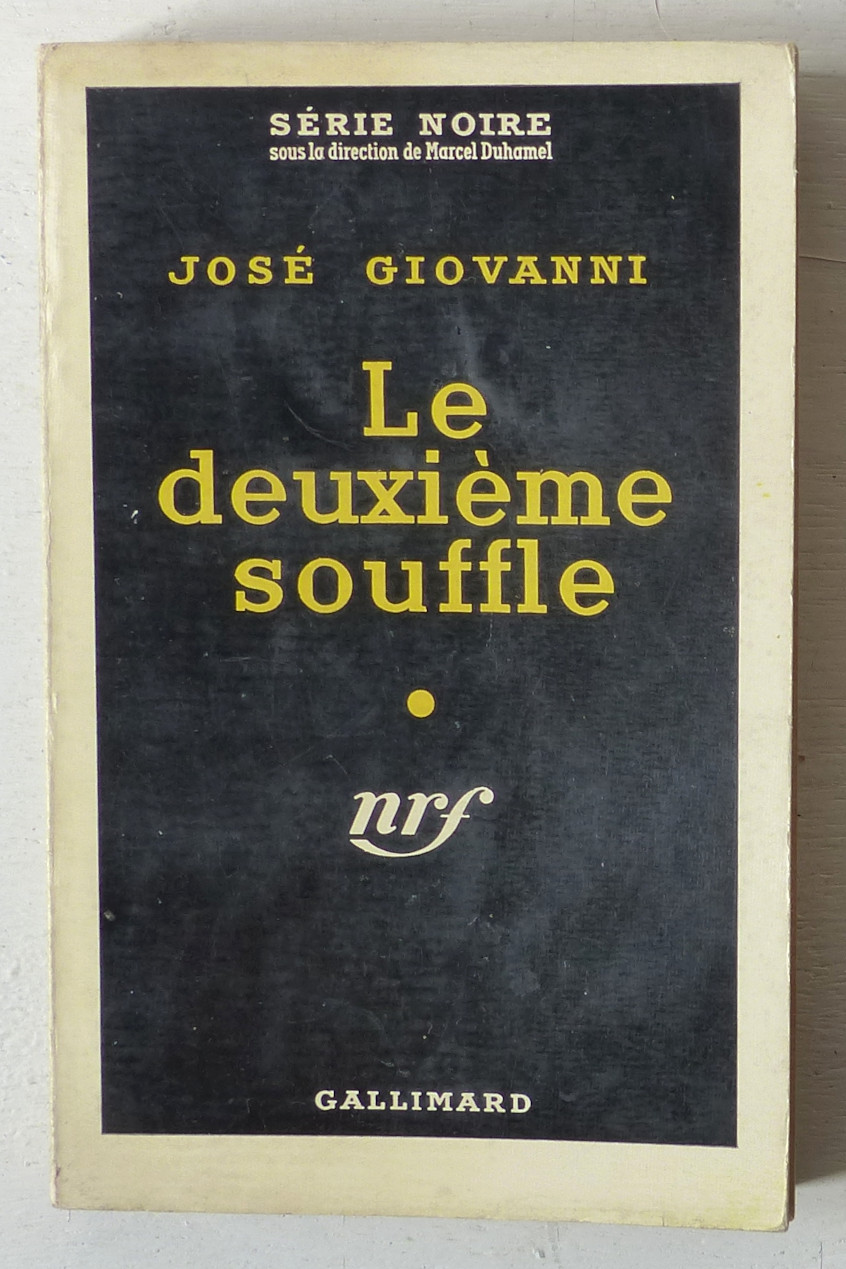 SÉRIE NOIRE
sous la direction de Marcel Duhamel
JOSÉ GIOVANNI
Le
deuxième
souffle
nrf
GALLIMARD